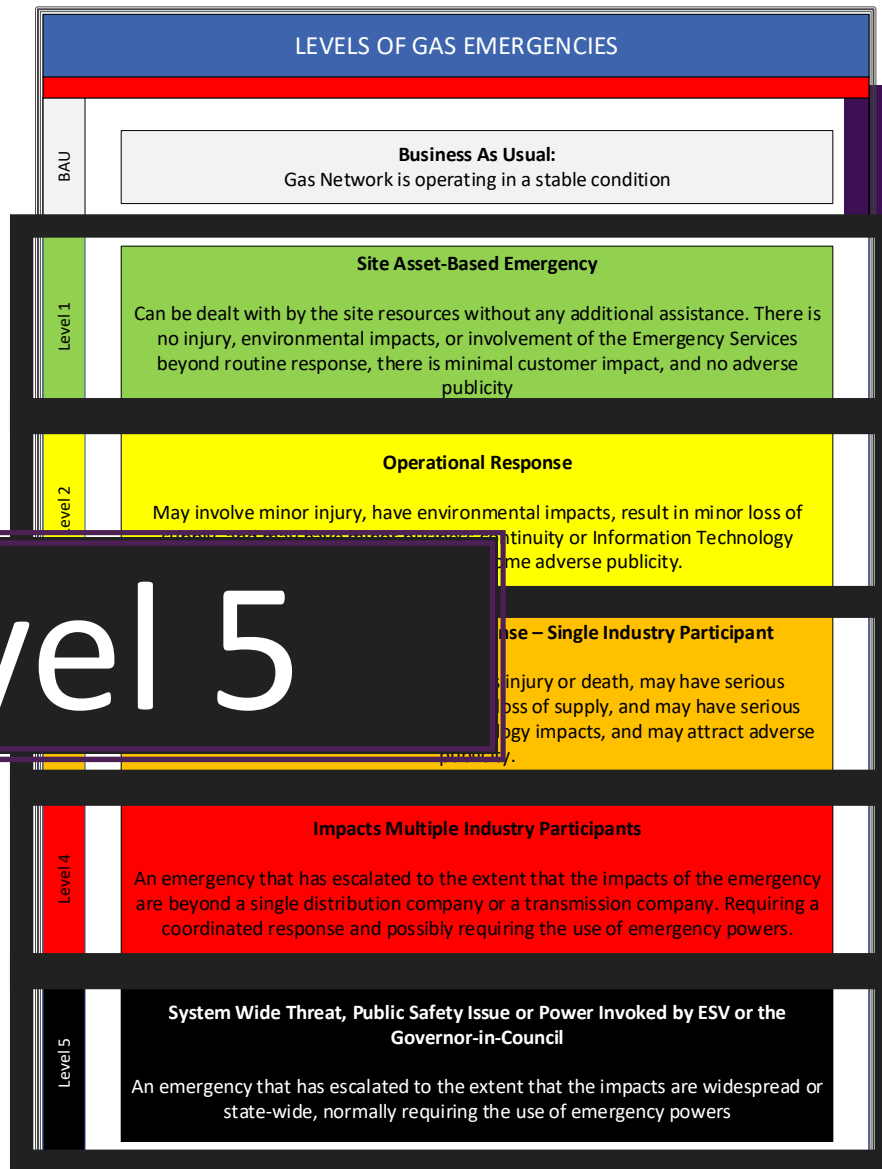 LEVELS OF GAS EMERGENCIES
BAU
Business As Usual:
Gas Network is operating in a stable condition
Level 1
Site Asset-Based Emergency
Can be dealt with by the site resources without any additional assistance. There is
no injury, environmental impacts, or involvement of the Emergency Services
beyond routine response, there is minimal customer impact, and no adverse
publicity
evel 2
Operational Response
May involve minor injury, have environmental impacts, result in minor loss of
continuity or Information Technology
ome adverse publicity.
vel 5
nse – Single Industry Participant
injury or death, may have serious
loss of supply, and may have serious
ogy impacts, and may attract adverse
publicity.
Level 4
Impacts Multiple Industry Participants
An emergency that has escalated to the extent that the impacts of the emergency
are beyond a single distribution company or a transmission company. Requiring a
coordinated response and possibly requiring the use of emergency powers.
Level 5
System Wide Threat, Public Safety Issue or Power Invoked by ESV or the
Governor-in-Council
An emergency that has escalated to the extent that the impacts are widespread or
state-wide, normally requiring the use of emergency powers